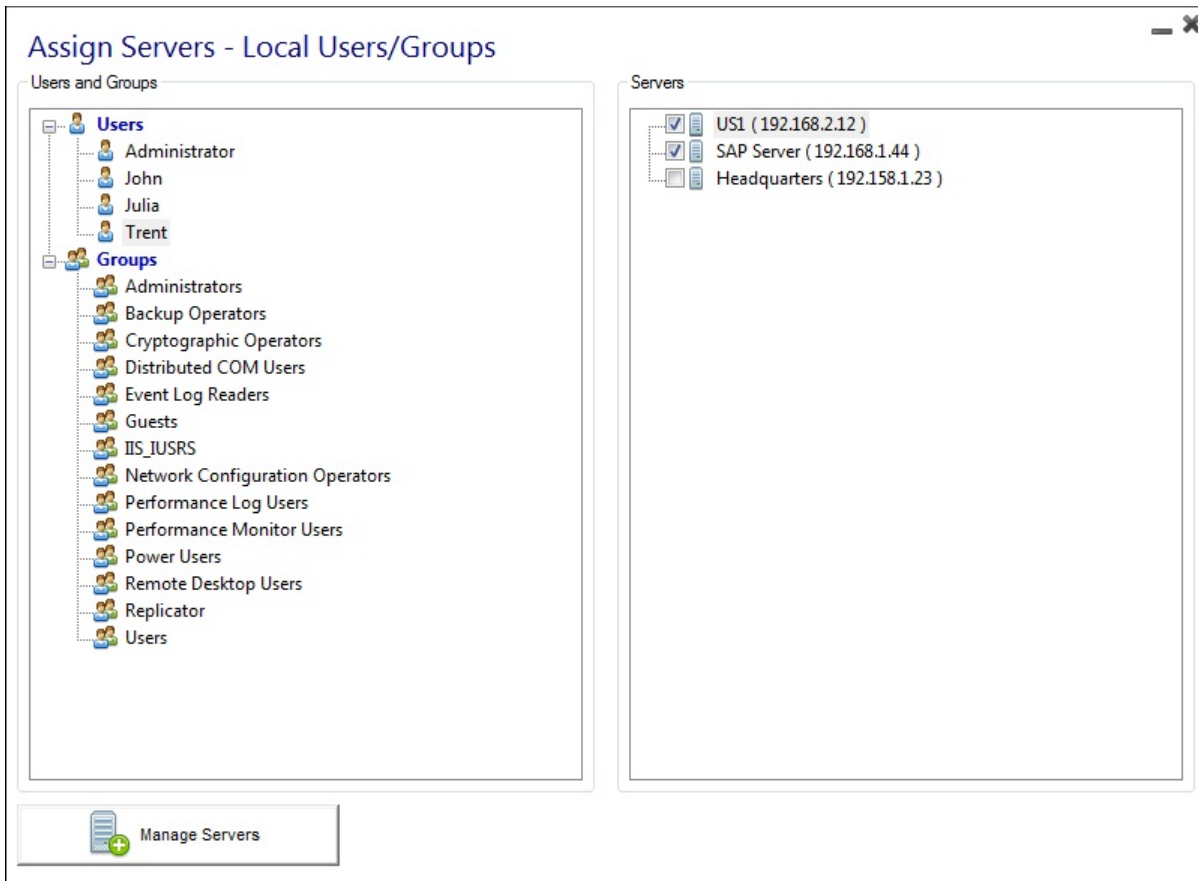 Assign Servers - Local Users/Groups
Users and Groups
Users
Administrator
John
Julia
Trent
Groups
Administrators
Backup Operators
Cryptographic Operators
Distributed COM Users
Event Log Readers
Guests
IIS_IUSRS
Network Configuration Operators
Performance Log Users
Performance Monitor Users
Power Users
Remote Desktop Users
Replicator
Users
Servers
US1 ( 192.168.2.12 )
SAP Server ( 192.168.1.44 )
Headquarters ( 192.158.1.23 )
Manage Servers